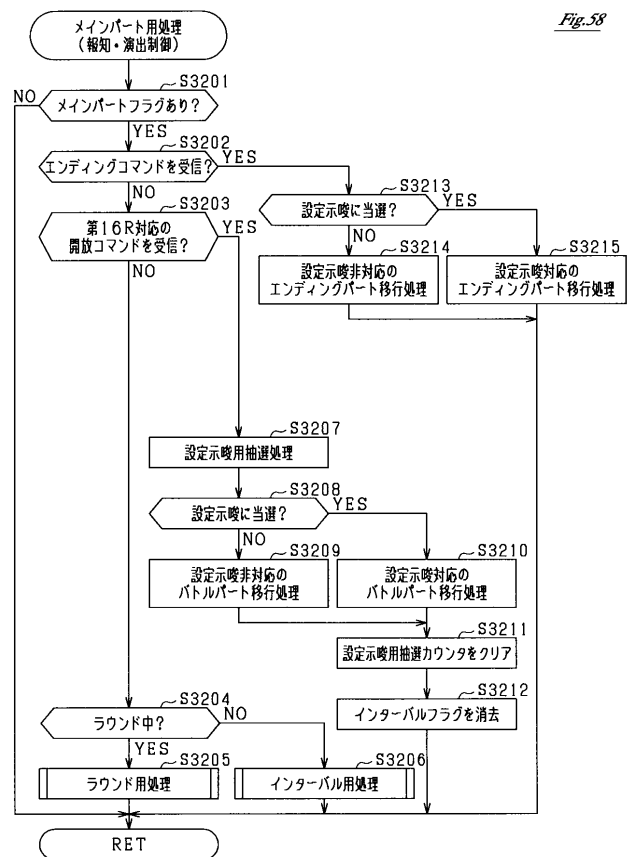 Fig.58
メインパート用処理
(報知・演出制御)
S3201
NO
メインパートフラグあり?
YES
S3202
エンディングコマンドを受信?
YES
NO
S3203
第16R対応の
開放コマンドを受信?
YES
NO
S3213
設定示唆に当選?
YES
NO
S3214
設定示唆非対応の
エンディングパート移行処理
S3215
設定示唆対応の
エンディングパート移行処理
S3207
設定示唆用抽選処理
S3208
設定示唆に当選?
YES
NO
S3209
設定示唆非対応の
バトルパート移行処理
S3210
設定示唆対応の
バトルパート移行処理
S3211
設定示唆用抽選カウンタをクリア
S3212
インターバルフラグを消去
S3204
ラウンド中?
NO
YES
S3205
ラウンド用処理
S3206
インターバル用処理
RET